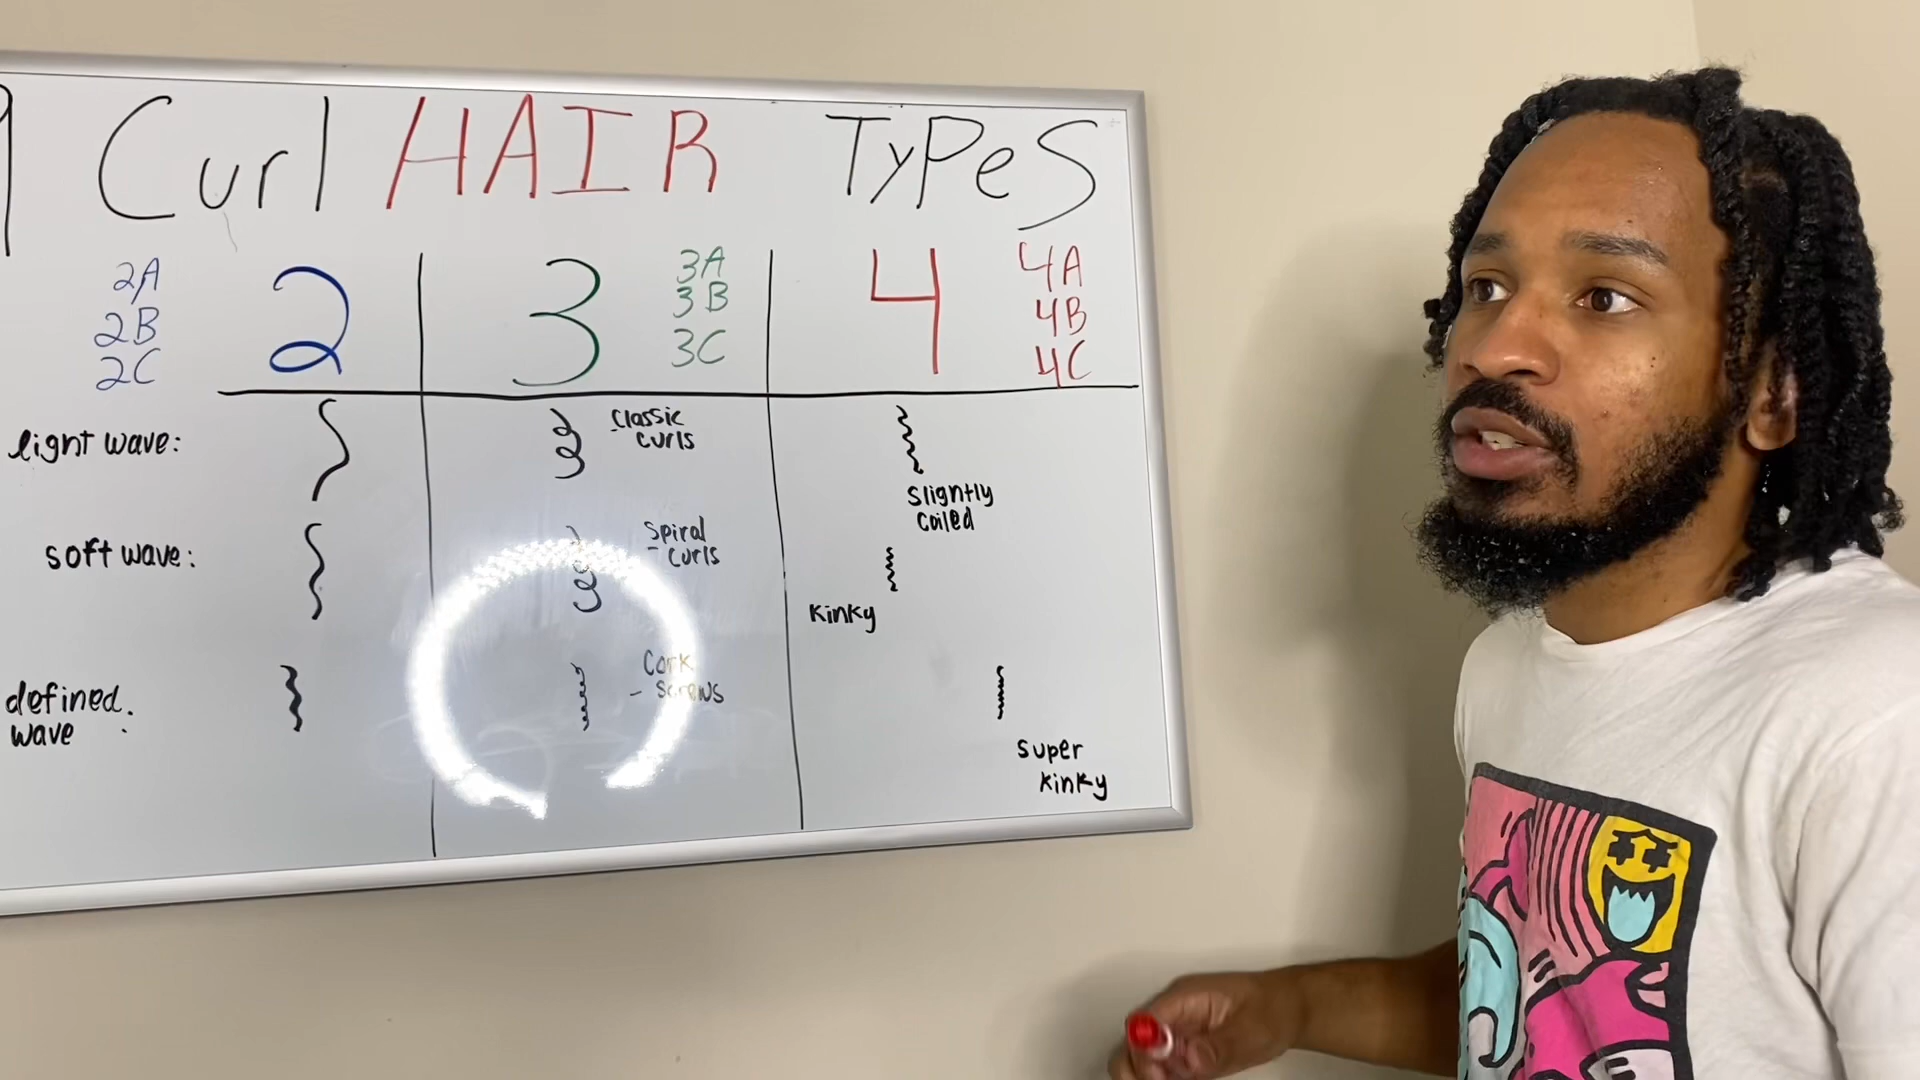 9 Curl HAIR TyPeS
2A
2B
2C
2
3
3A
3B
3C
4
4A
4B
4C
light wave:
soft wave:
defined.
wave
Classic
- curls
Spiral
- curls
Cork
- screws
Slightly
coiled
kinky
super
kinky